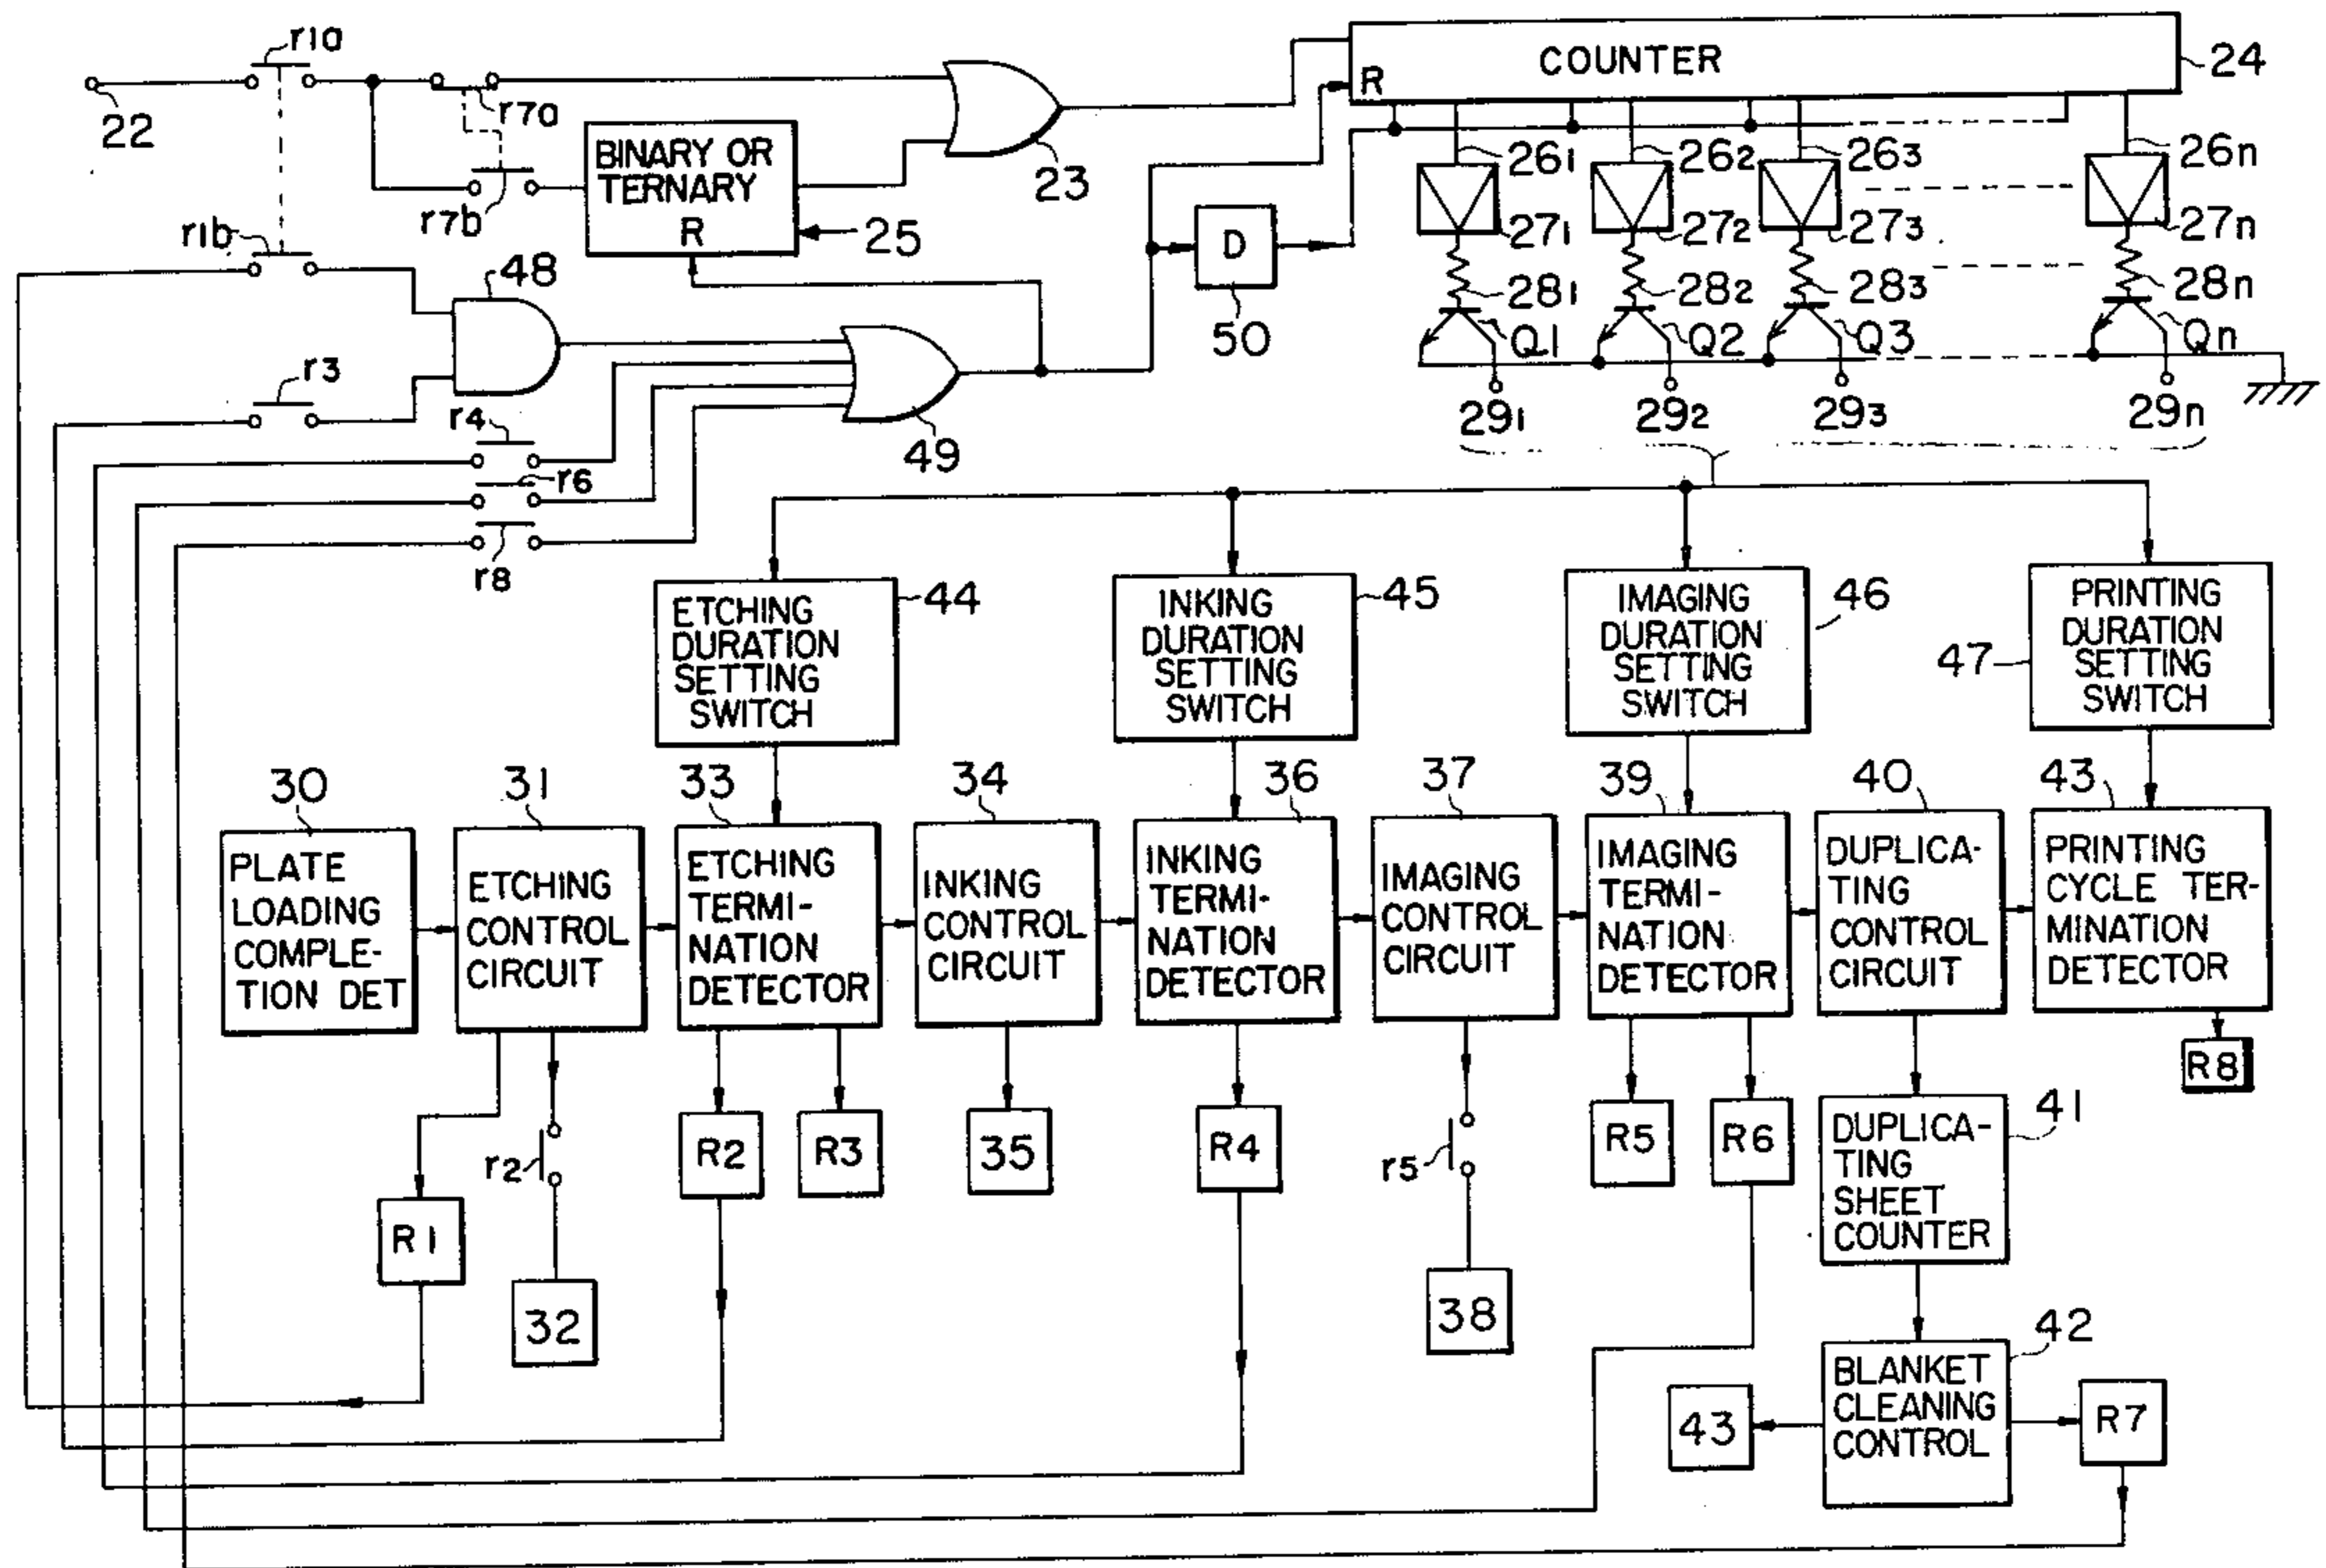 r1a
22
r7a
r7b
BINARY OR
TERNARY
R
25
23
COUNTER
R
24
r1b
48
r3
r4
r6
r8
49
D
50
261
262
263
26n
271
272
273
27n
281
282
283
28n
Q1
Q2
Q3
Qn
291
292
293
29n
ETCHING
DURATION
SETTING
SWITCH
44
INKING
DURATION
SETTING
SWITCH
45
IMAGING
DURATION
SETTING
SWITCH
46
PRINTING
DURATION
SETTING
SWITCH
47
30
PLATE
LOADING
COMPLE-
TION DET
31
ETCHING
CONTROL
CIRCUIT
33
ETCHING
TERMI-
NATION
DETECTOR
34
INKING
CONTROL
CIRCUIT
36
INKING
TERMI-
NATION
DETECTOR
37
IMAGING
CONTROL
CIRCUIT
39
IMAGING
TERMI-
NATION
DETECTOR
40
DUPLICA-
TING
CONTROL
CIRCUIT
43
PRINTING
CYCLE TER-
MINATION
DETECTOR
R8
R1
r2
32
R2
R3
35
R4
r5
38
R5
R6
41
DUPLICA-
TING
SHEET
COUNTER
42
BLANKET
CLEANING
CONTROL
43
R7